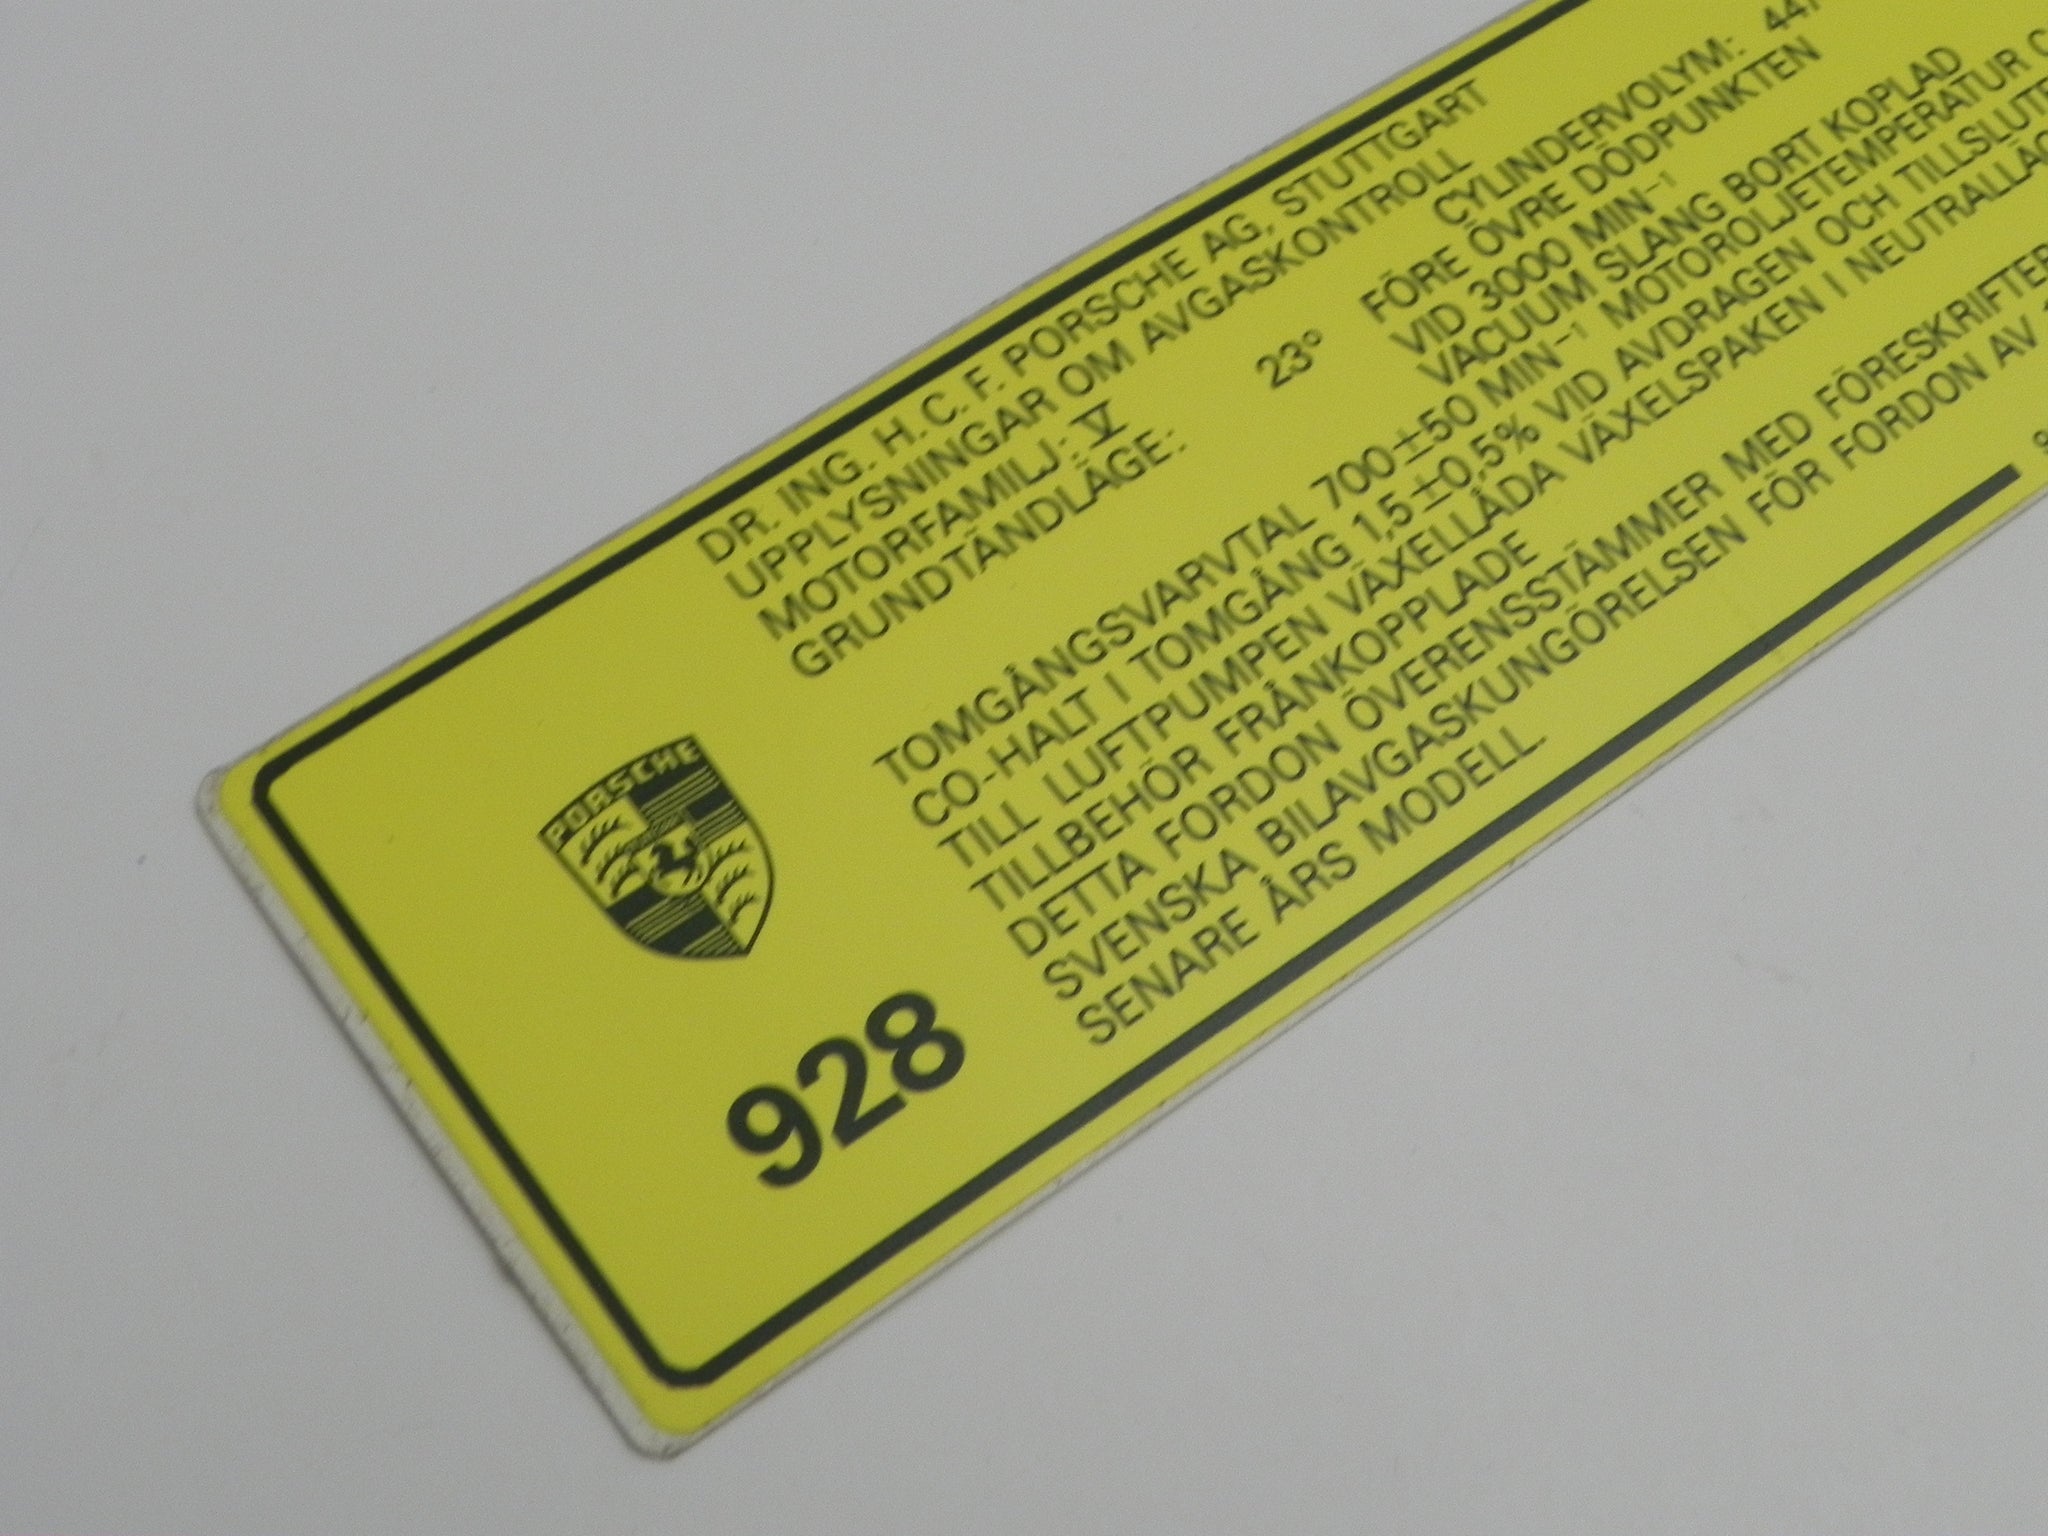 DR. ING. H. C. F. PORSCHE AG, STUTTGART
UPPLYSNINGAR OM AVGASKONTROLL
MOTORFAMILJ: V CYLINDERVOLYM: 441
GRUNDTÄNDLÄGE: 23° FÖRE ÖVRE DÖDPUNKTEN
VID 3000 MIN⁻¹
VACUUM SLANG BORT KOPLAD
TOMGÅNGSVARVTAL 700±50 MIN⁻¹ MOTOROLJETEMPERATUR C
CO-HALT I TOMGÅNG 1,5±0,5% VID AVDRAGEN OCH
TILL LUFTPUMPEN VÄXELLÅDA VÄXELSPAKEN I
TILLBEHÖR FRÅNKOPPLADE
DETTA FORDON ÖVERENSSTÄMMER MED
SVENSKA BILAVGASKUNGÖRELSEN FÖR FORDON AV
SENARE ÅRS MODELL.
PORSCHE
928